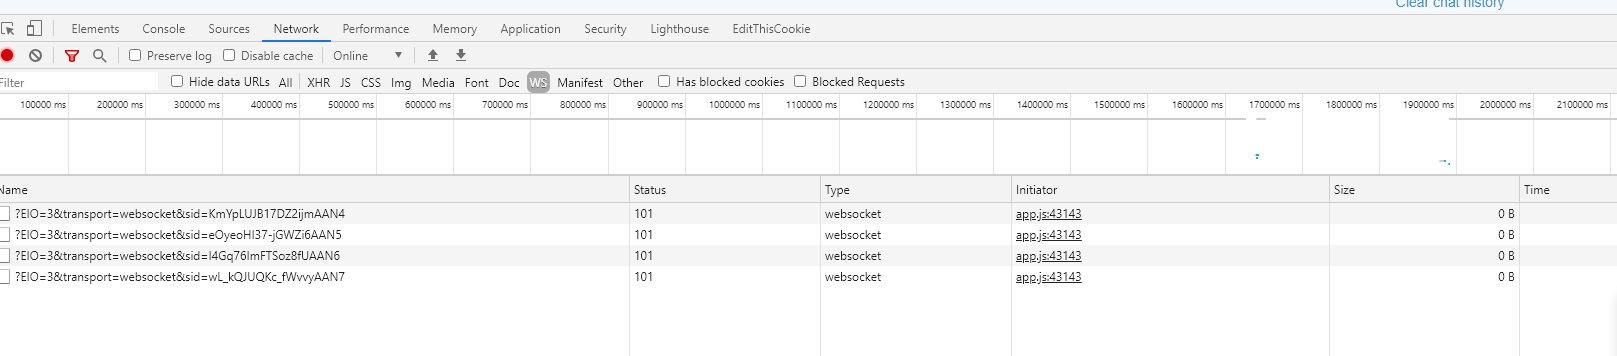 Clear chat history
Elements Console Sources Network Performance Memory Application Security Lighthouse EditThisCookie
Preserve log Disable cache Online
Filter Hide data URLs All XHR JS CSS Img Media Font Doc WS Manifest Other Has blocked cookies Blocked Requests
100000 ms 200000 ms 300000 ms 400000 ms 500000 ms 600000 ms 700000 ms 800000 ms 900000 ms 1000000 ms 1100000 ms 1200000 ms 1300000 ms 1400000 ms 1500000 ms 1600000 ms 1700000 ms 1800000 ms 1900000 ms 2000000 ms 2100000 ms
Name Status Type Initiator Size Time
?EIO=3&transport=websocket&sid=KmYpLUJB17DZ2ijmAAN4 101 websocket app.js:43143 0 B
?EIO=3&transport=websocket&sid=eOyeoHI37-jGWZi6AAN5 101 websocket app.js:43143 0 B
?EIO=3&transport=websocket&sid=I4Gq76ImFTSoz8fUAAN6 101 websocket app.js:43143 0 B
?EIO=3&transport=websocket&sid=wL_kQJUQKc_fWvvyAAN7 101 websocket app.js:43143 0 B